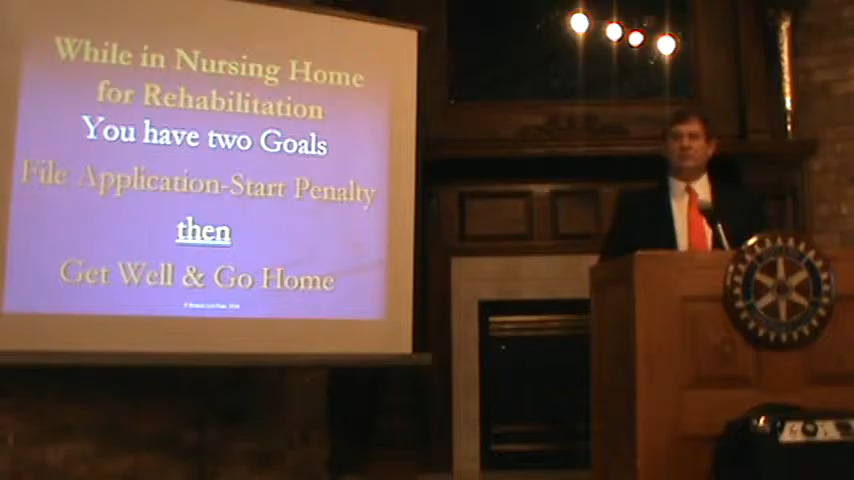 While in Nursing Home
for Rehabilitation
You have two Goals
File Application-Start Penalty
then
Get Well & Go Home